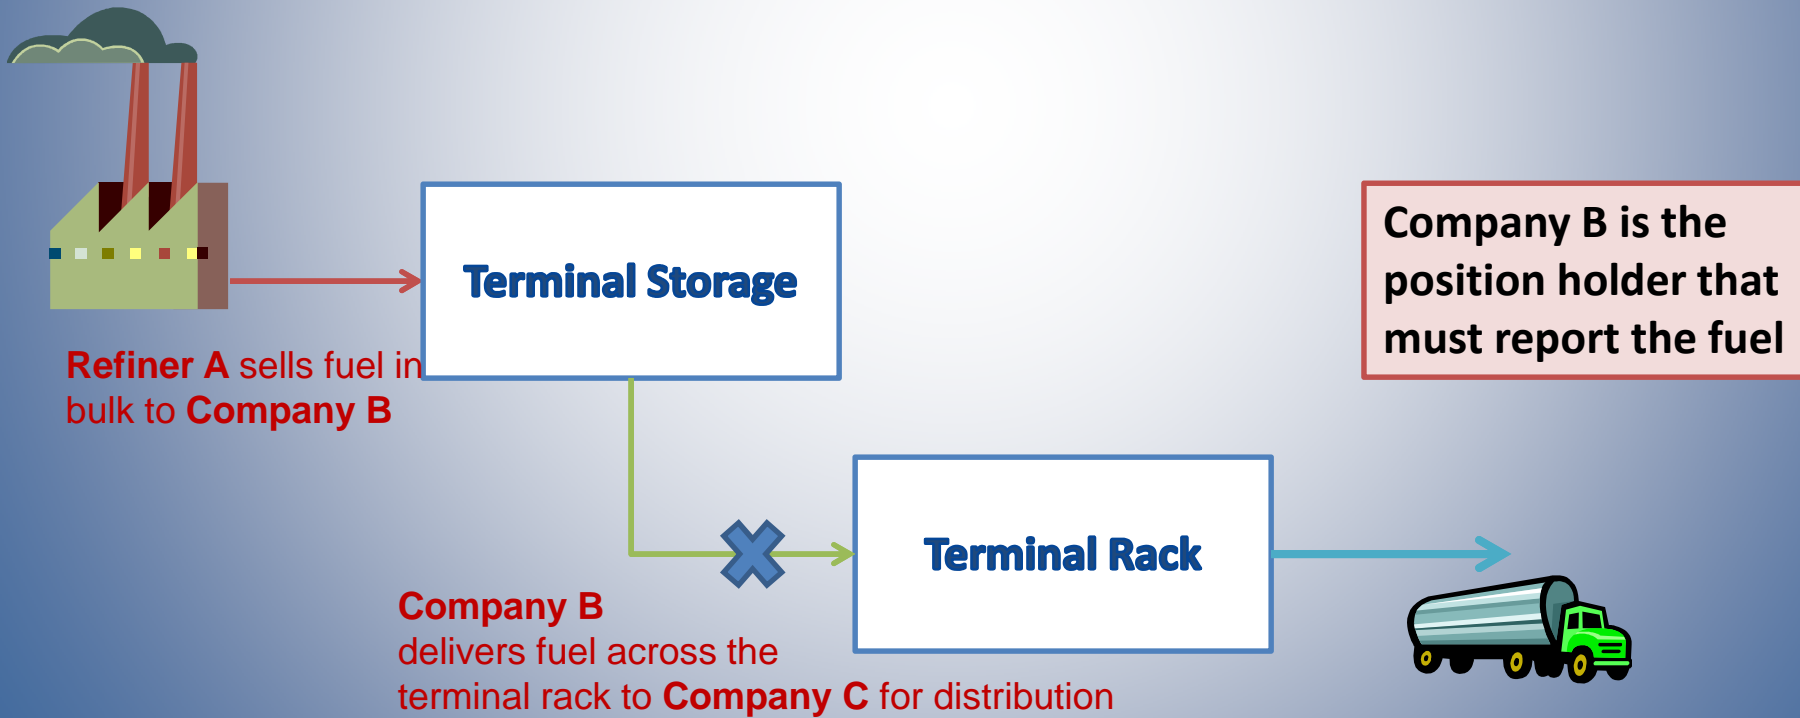 Terminal Storage
Refiner A sells fuel in
bulk to Company B
Company B is the
position holder that
must report the fuel
Terminal Rack
Company B
delivers fuel across the
terminal rack to Company C for distribution